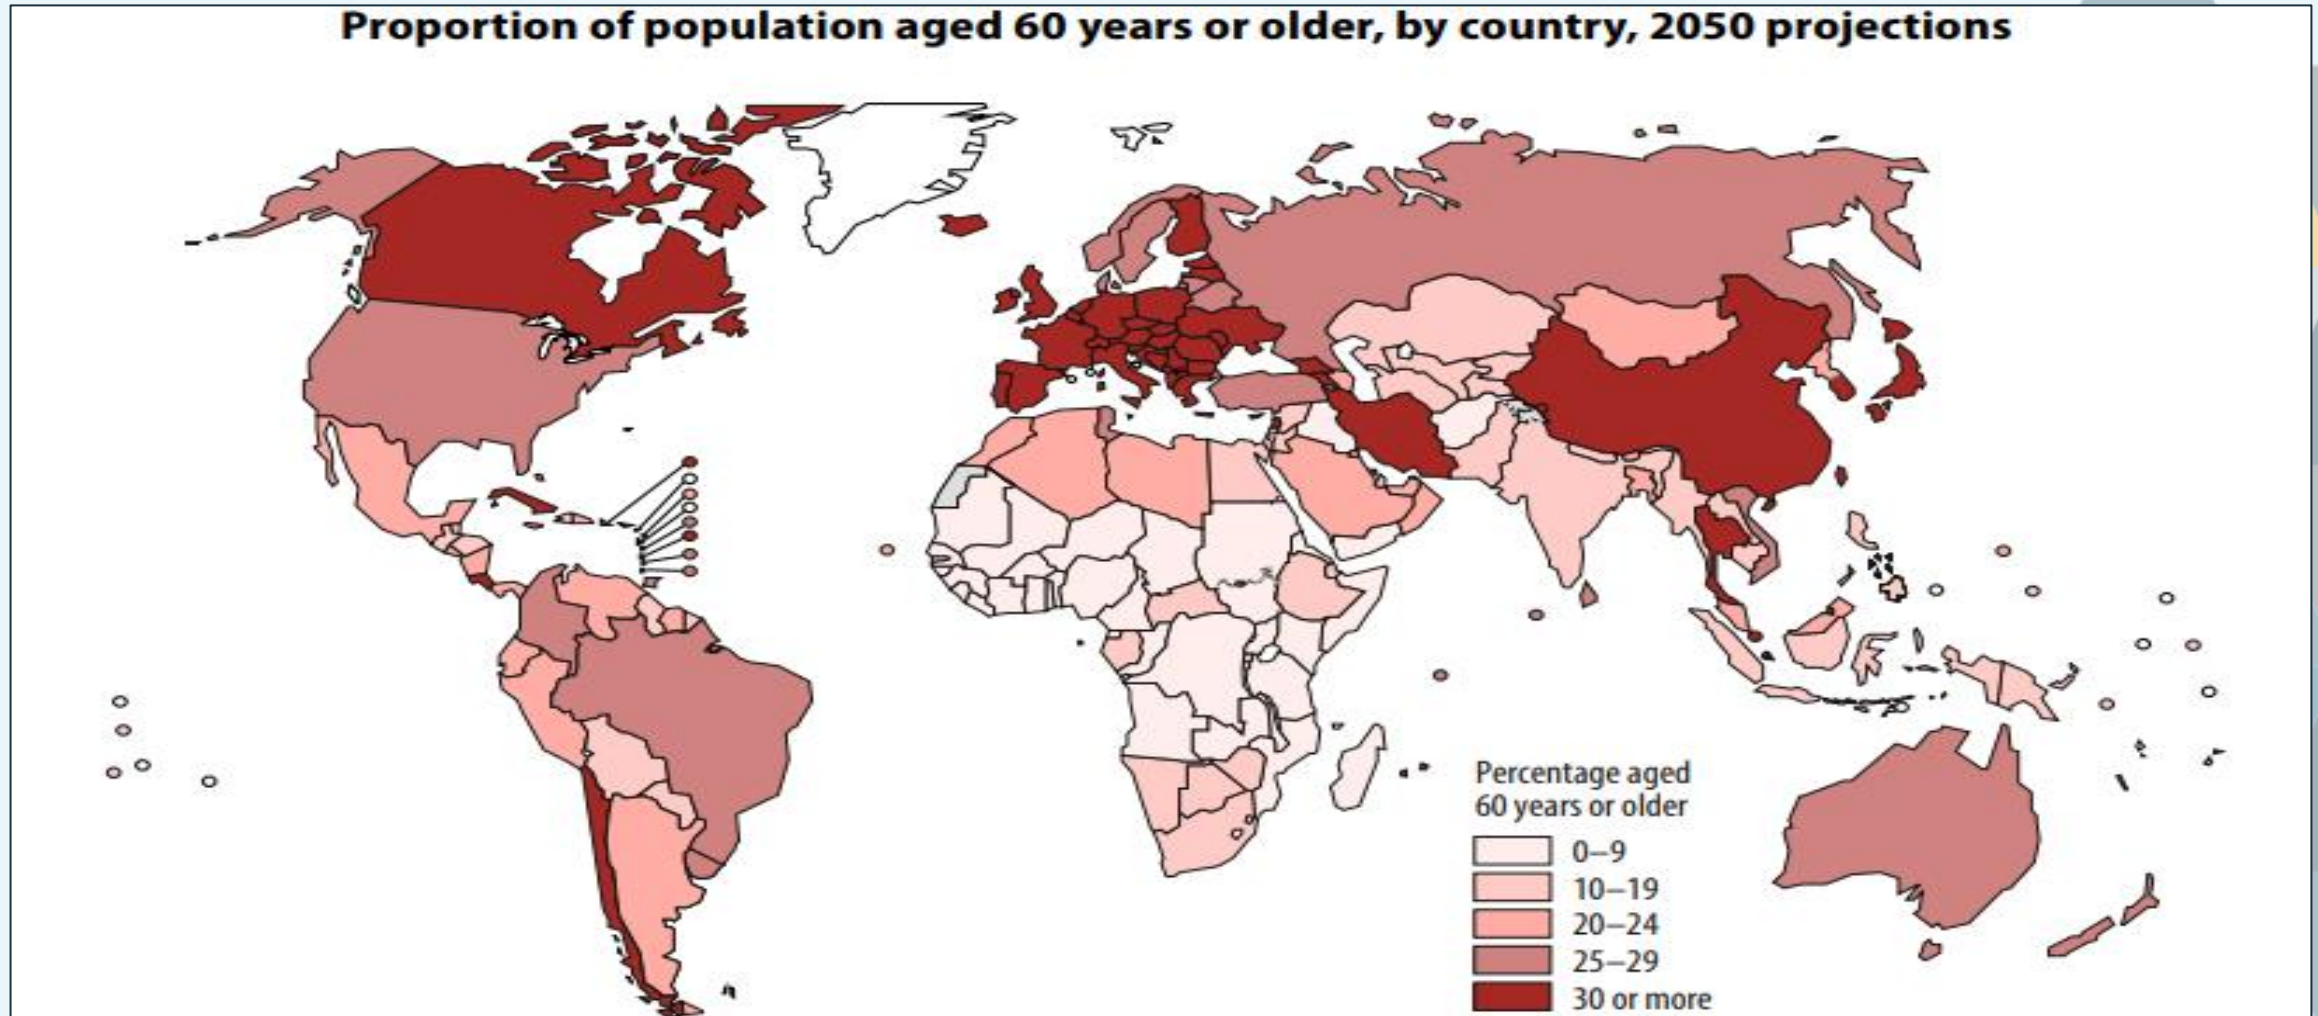 Proportion of population aged 60 years or older, by country, 2050 projections
Percentage aged
60 years or older
0–9
10–19
20–24
25–29
30 or more